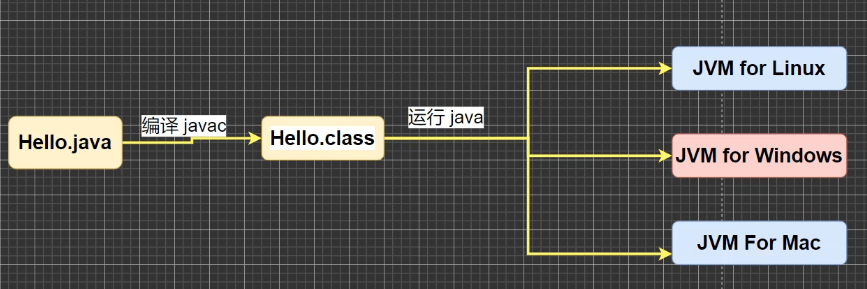 Hello.java
编译 javac
Hello.class
运行 java
JVM for Linux
JVM for Windows
JVM For Mac